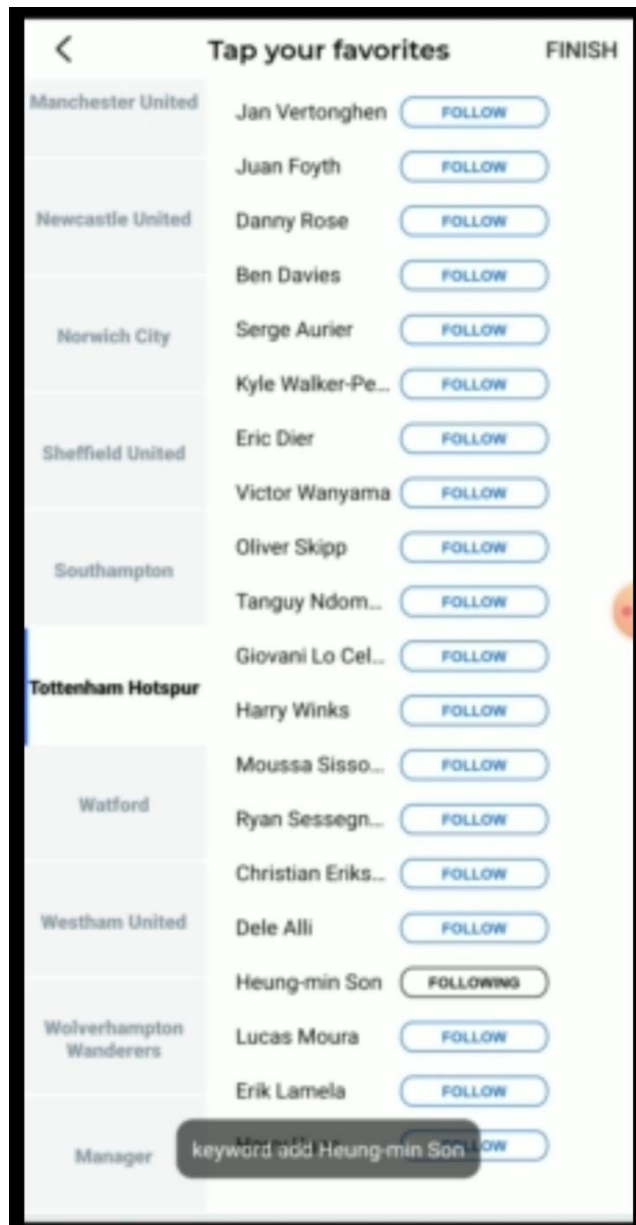 Tap your favorites
FINISH
Manchester United
Newcastle United
Norwich City
Sheffield United
Southampton
Tottenham Hotspur
Watford
Westham United
Wolverhampton
Wanderers
Manager
Jan Vertonghen FOLLOW
Juan Foyth FOLLOW
Danny Rose FOLLOW
Ben Davies FOLLOW
Serge Aurier FOLLOW
Kyle Walker-Pe... FOLLOW
Eric Dier FOLLOW
Victor Wanyama FOLLOW
Oliver Skipp FOLLOW
Tanguy Ndom... FOLLOW
Giovani Lo Cel... FOLLOW
Harry Winks FOLLOW
Moussa Sisso... FOLLOW
Ryan Sessegn... FOLLOW
Christian Eriks... FOLLOW
Dele Alli FOLLOW
Heung-min Son FOLLOWING
Lucas Moura FOLLOW
Erik Lamela FOLLOW
keyword add Heung-min Son